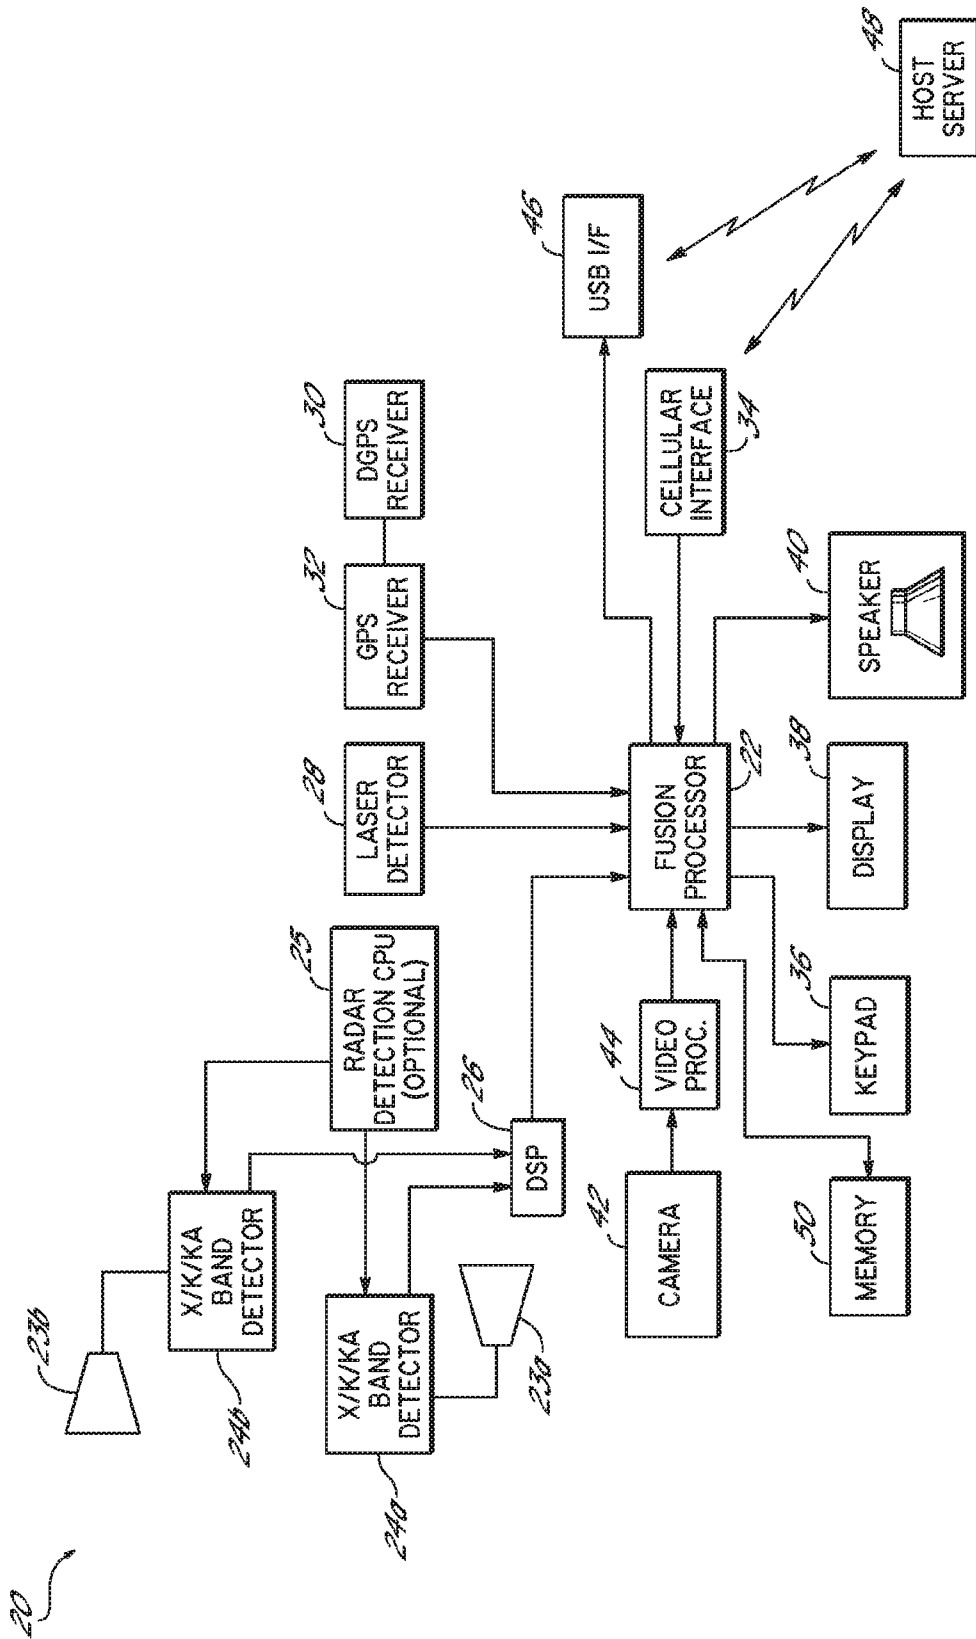 20
23b
X/K/KA
BAND
DETECTOR
24b
25
RADAR
DETECTION CPU
(OPTIONAL)
28
LASER
DETECTOR
32
GPS
RECEIVER
30
DGPS
RECEIVER
X/K/KA
BAND
DETECTOR
24a
23a
26
DSP
46
USB I/F
42
CAMERA
44
VIDEO
PROC.
FUSION
PROCESSOR
22
CELLULAR
INTERFACE
34
50
MEMORY
36
KEYPAD
38
DISPLAY
40
SPEAKER
48
HOST
SERVER